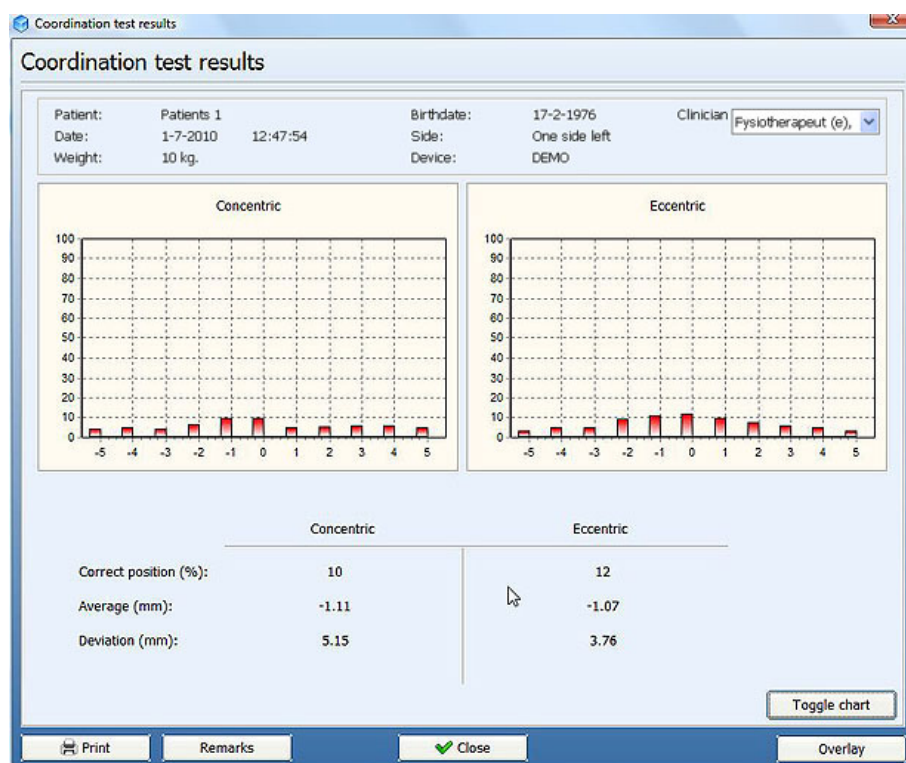 Coordination test results
Coordination test results
Patient: Patients 1 Birthdate: 17-2-1976 Clinician Fysiotherapeut (e),
Date: 1-7-2010 12:47:54 Side: One side left
Weight: 10 kg. Device: DEMO
Concentric
100
90
80
70
60
50
40
30
20
10
0
-5 -4 -3 -2 -1 0 1 2 3 4 5
Eccentric
100
90
80
70
60
50
40
30
20
10
0
-5 -4 -3 -2 -1 0 1 2 3 4 5
Concentric Eccentric
Correct position (%): 10 12
Average (mm): -1.11 -1.07
Deviation (mm): 5.15 3.76
Toggle chart
Print Remarks Close Overlay